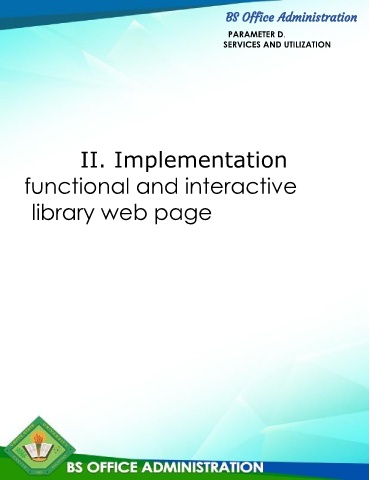 BS Office Administration
PARAMETER D.
SERVICES AND UTILIZATION
II. Implementation
functional and interactive
library web page
BS OFFICE ADMINISTRATION